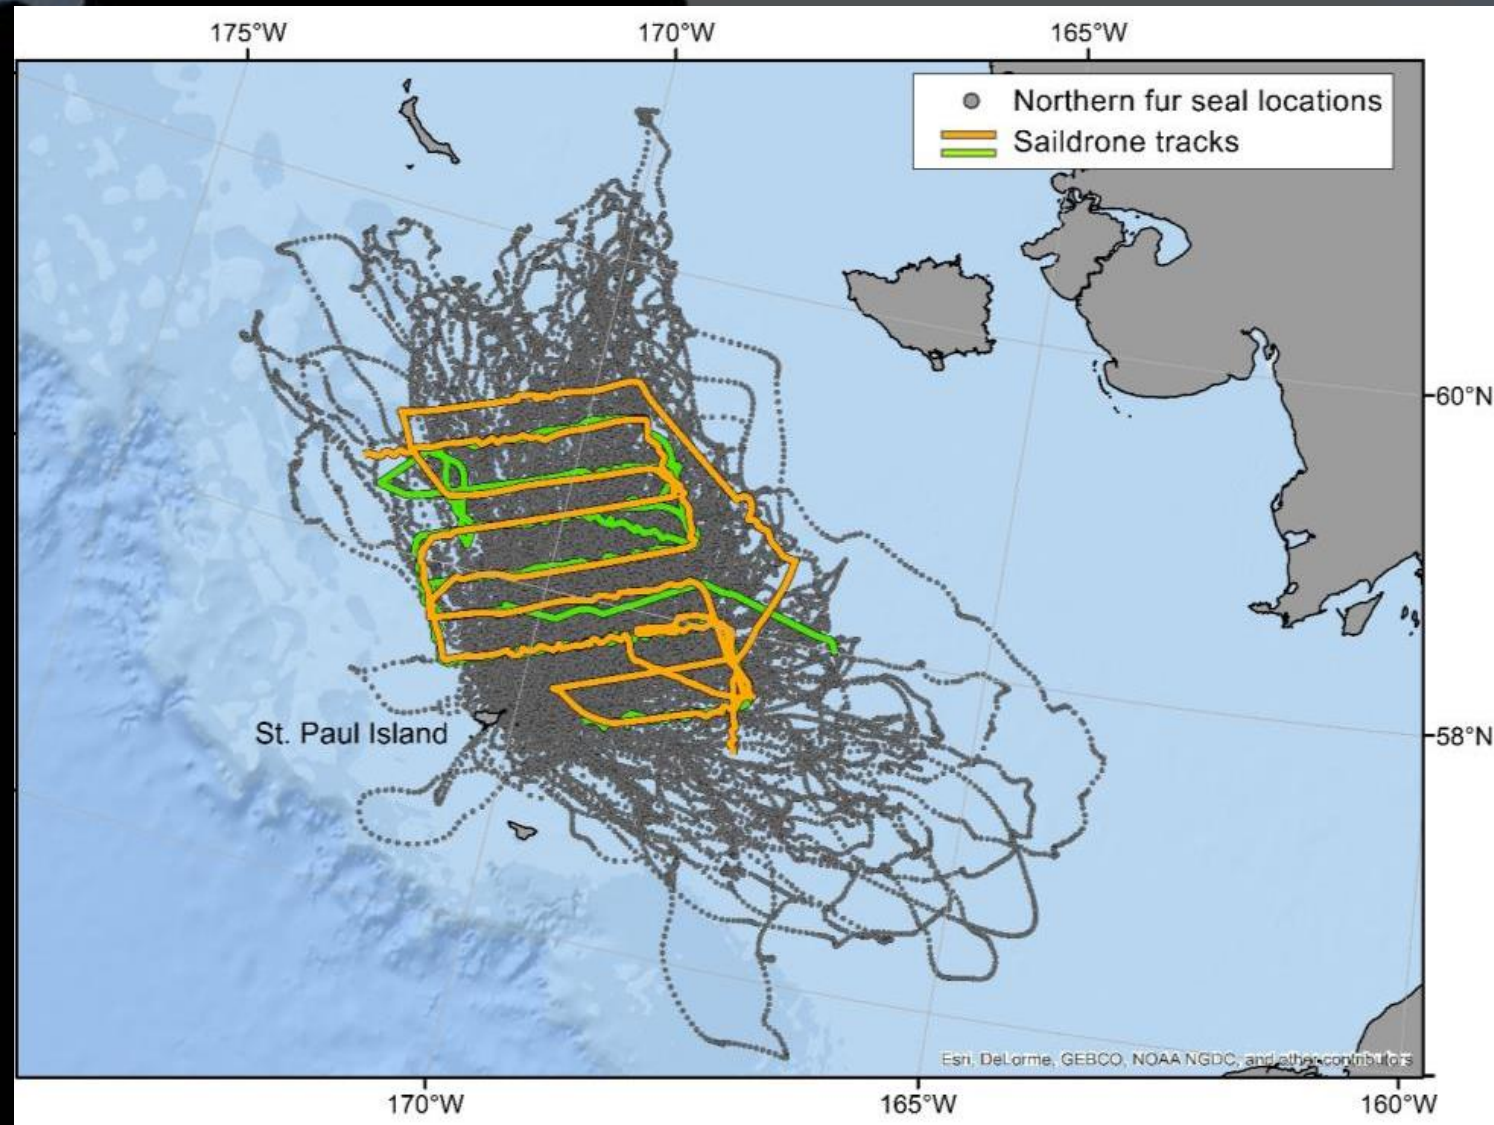 175°W
170°W
165°W
Northern fur seal locations
Saildrone tracks
60°N
St. Paul Island
58°N
Esri, DeLorme, GEBCO, NOAA NGDC, and other contributors
170°W
165°W
160°W